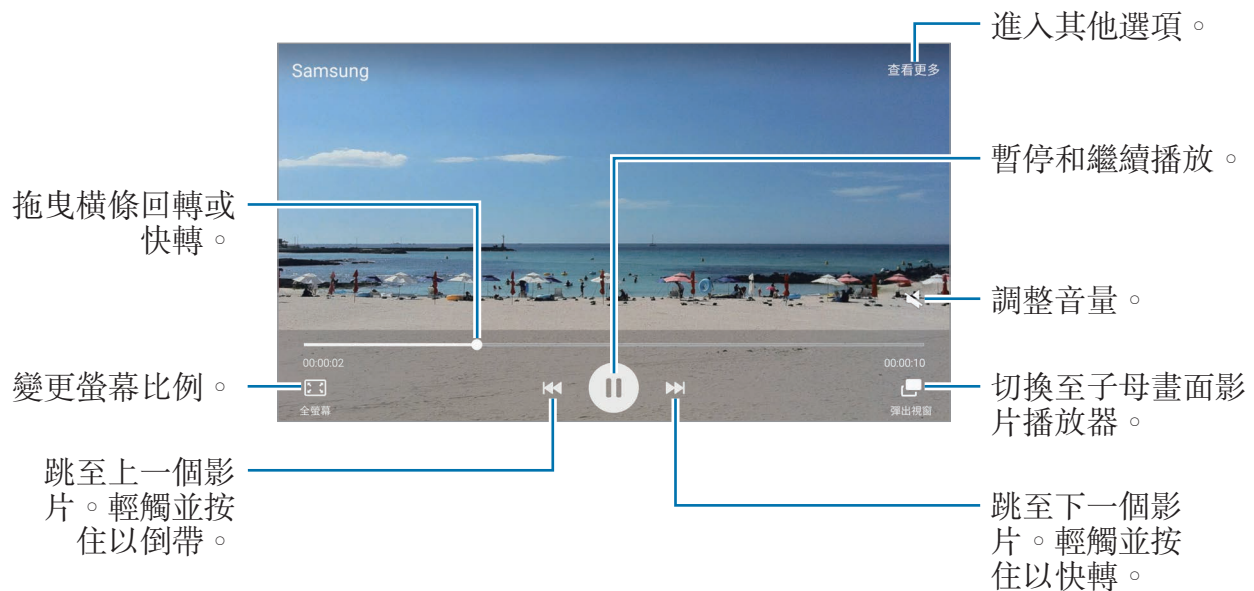 進入其他選項。
Samsung
查看更多
暫停和繼續播放。
拖曳橫條回轉或
快轉。
調整音量。
00:00:02
00:00:10
變更螢幕比例。
全螢幕
彈出視窗
切換至子母畫面影
片播放器。
跳至上一個影
片。輕觸並按
住以倒帶。
跳至下一個影
片。輕觸並按
住以快轉。